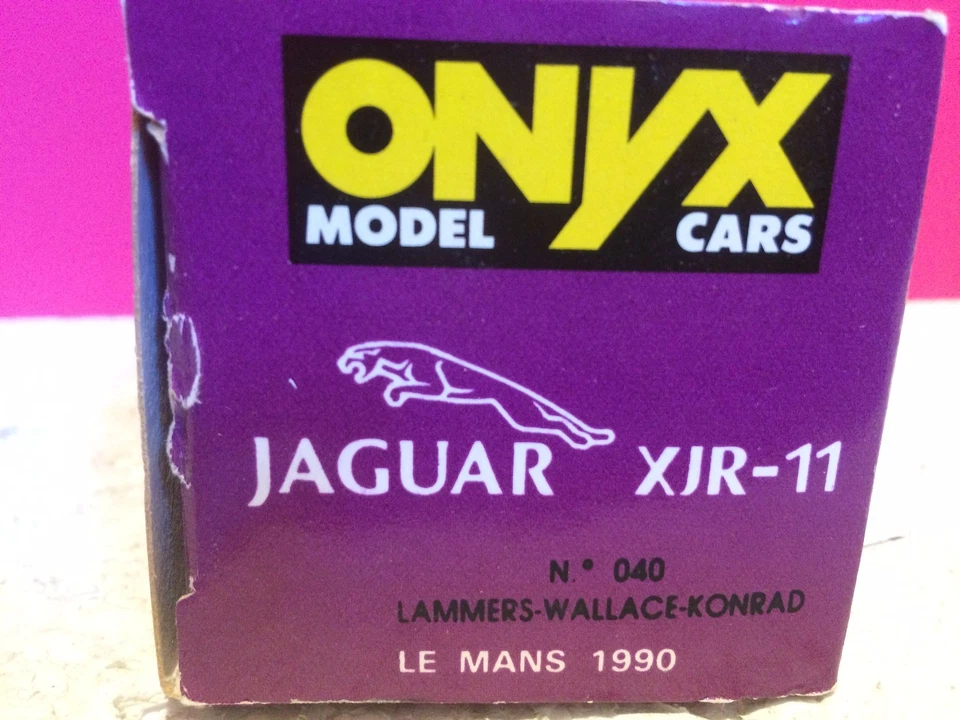 ONYX
MODEL CARS
JAGUAR XJR-11
N.º 040
LAMMERS-WALLACE-KONRAD
LE MANS 1990